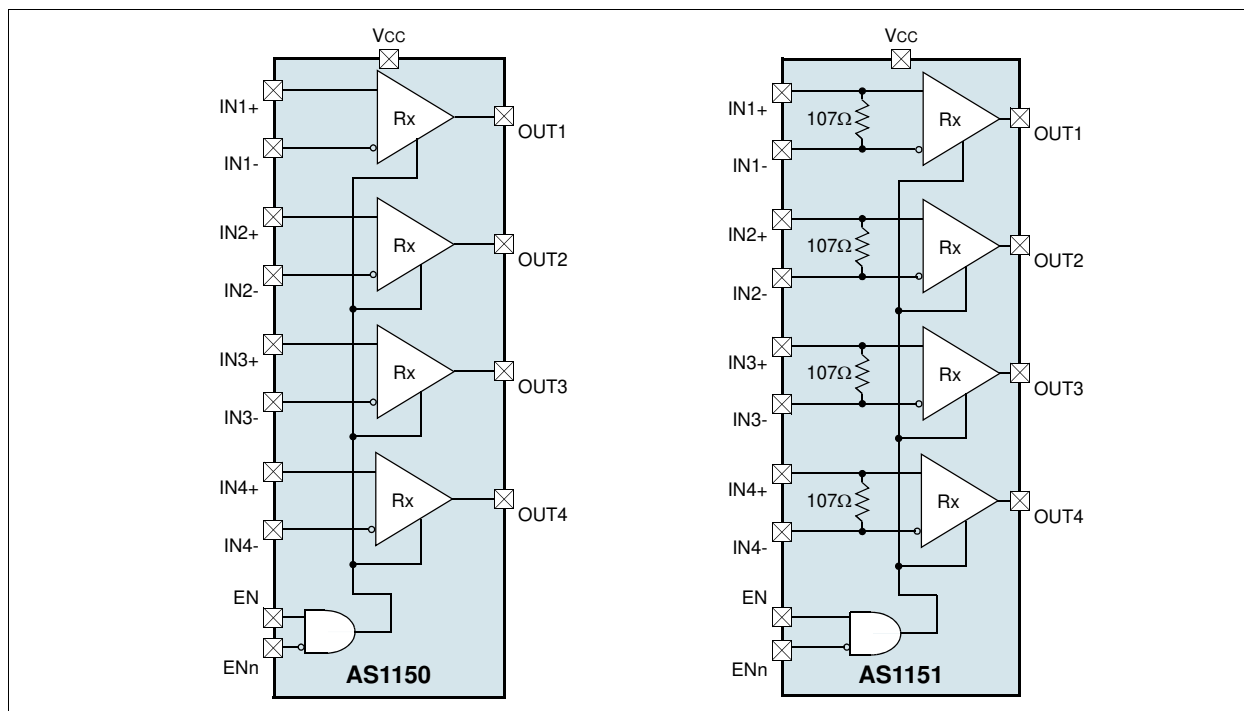 VCC
IN1+
Rx
OUT1
IN1-
IN2+
Rx
OUT2
IN2-
IN3+
Rx
OUT3
IN3-
IN4+
Rx
OUT4
IN4-
EN
ENn
AS1150
VCC
IN1+
107Ω
Rx
OUT1
IN1-
IN2+
107Ω
Rx
OUT2
IN2-
IN3+
107Ω
Rx
OUT3
IN3-
IN4+
107Ω
Rx
OUT4
IN4-
EN
ENn
AS1151